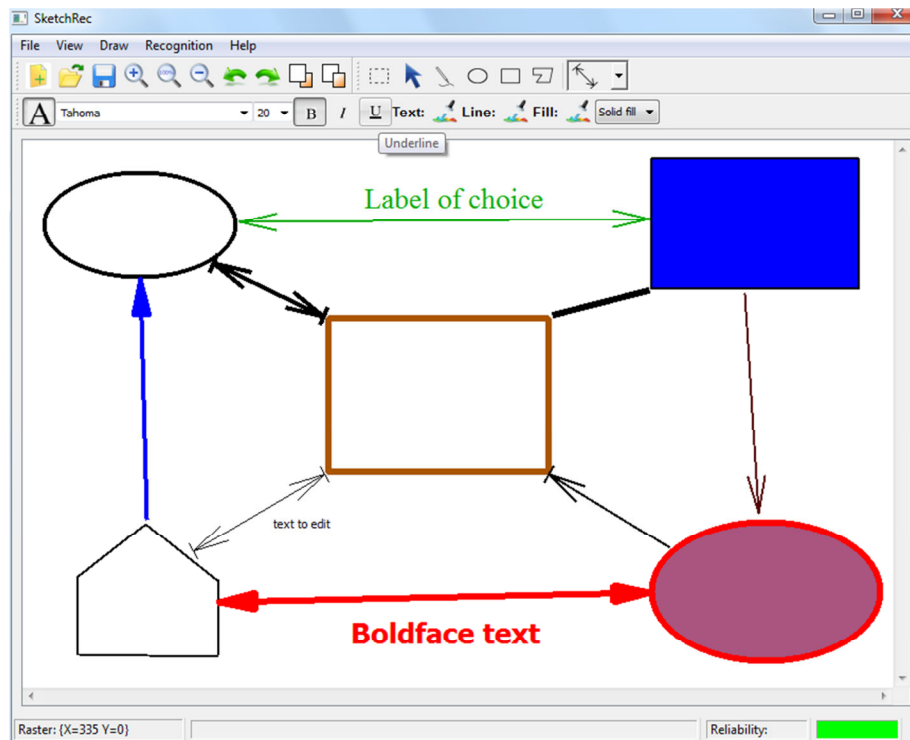 SketchRec
File View Draw Recognition Help
100%
A Tahoma 20 B I U Text: Line: Fill: Solid fill
Underline
Label of choice
text to edit
Boldface text
Raster: {X=335 Y=0} Reliability: